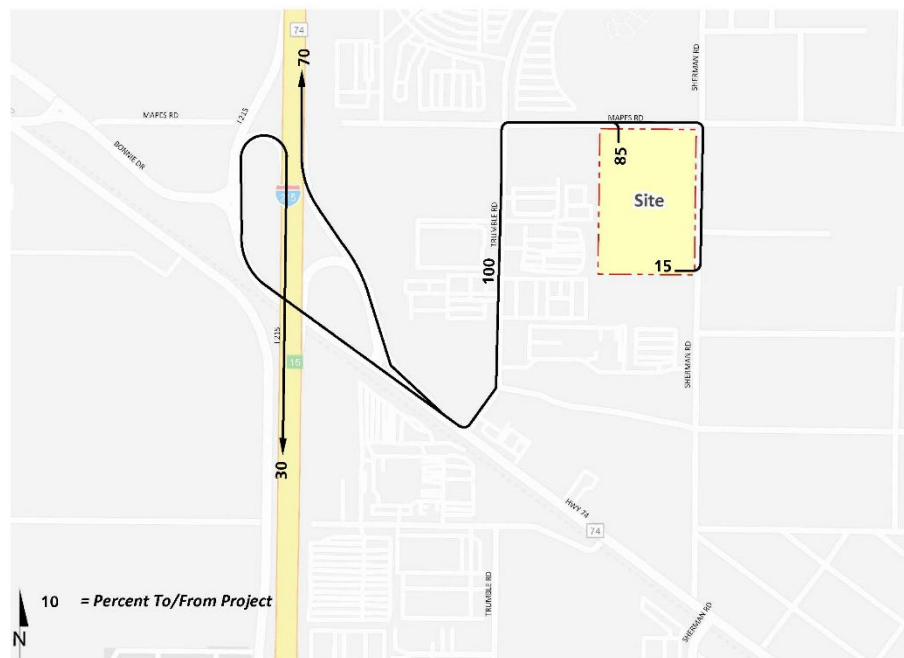 74
70
SHERMAN RD
I 215
MAPES RD
MAPES RD
BONNIE DR
85
Site
TRUMBLE RD
100
15
I 215
15
SHERMAN RD
30
HWY 74
74
TRUMBLE RD
10 = Percent To/From Project
SHERMAN RD
N